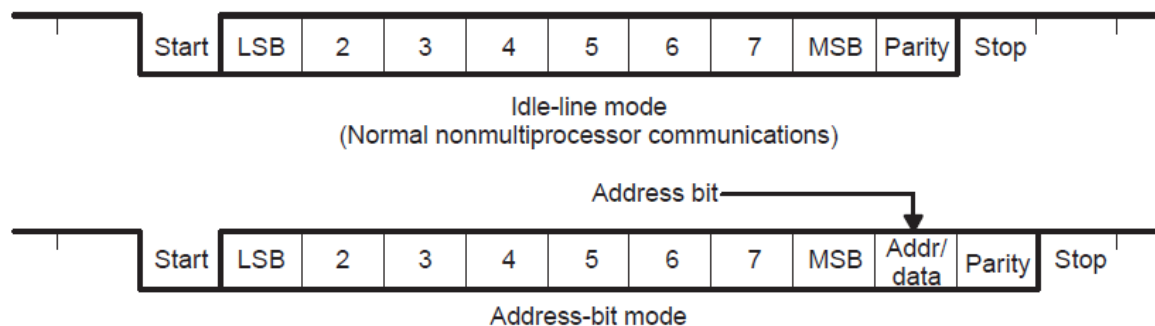 Start LSB 2 3 4 5 6 7 MSB Parity Stop
Idle-line mode
(Normal nonmultiprocessor communications)
Address bit
Start LSB 2 3 4 5 6 7 MSB Addr/ data Parity Stop
Address-bit mode